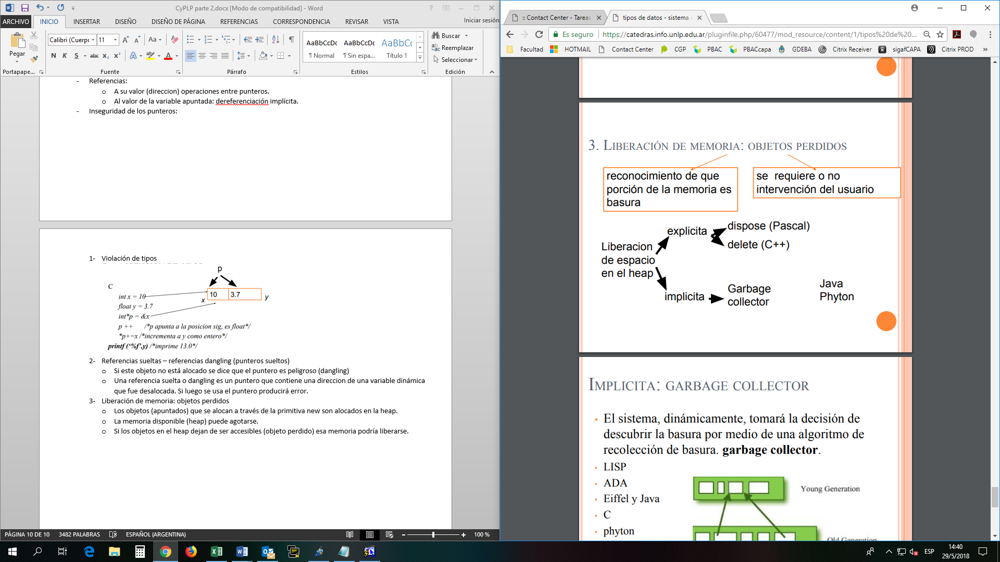 CyPLP parte 2.docx [Modo de compatibilidad] - Word
ARCHIVO INICIO INSERTAR DISEÑO DISEÑO DE PÁGINA REFERENCIAS CORRESPONDENCIA REVISAR VISTA Iniciar sesión
Pegar
Portapape...
Calibri (Cuerpo 11
N K S abc x₂ x²
Fuente
Párrafo
AaBbCcDc AaBbCcDc AaBbCc
¶ Normal ¶ Sin espa... Título 1
Estilos
Buscar
Reemplazar
Seleccionar
Edición
- Referencias:
o A su valor (direccion) operaciones entre punteros.
o Al valor de la variable apuntada: dereferenciación implícita.
- Inseguridad de los punteros:
1- Violación de tipos
p
C
int x = 10
float y = 3.7
int*p = &x
p ++ /*p apunta a la posicion sig, es float*/
*p+=x /*incrementa a y como entero*/
printf (‘%f’,y) /*imprime 13.0*/
x 10 3.7 y
2- Referencias sueltas – referencias dangling (punteros sueltos)
o Si este objeto no está alocado se dice que el puntero es peligroso (dangling)
o Una referencia suelta o dangling es un puntero que contiene una direccion de una variable dinámica
que fue desalocada. Si luego se usa el puntero producirá error.
3- Liberación de memoria: objetos perdidos
o Los objetos (apuntados) que se alocan a través de la primitiva new son alocados en la heap.
o La memoria disponible (heap) puede agotarse.
o Si los objetos en el heap dejan de ser accesibles (objeto perdido) esa memoria podría liberarse.
PÁGINA 10 DE 10 3482 PALABRAS ESPAÑOL (ARGENTINA) 100 %
:: Contact Center - Tareas
tipos de datos - sistema
Es seguro https://catedras.info.unlp.edu.ar/pluginfile.php/60477/mod_resource/content/1/tipos%20de%20...
Facultad HOTMAIL Contact Center CGP PBAC PBACcapa GDEBA Citrix Receiver sigafCAPA Citrix PROD »
3. LIBERACIÓN DE MEMORIA: OBJETOS PERDIDOS
reconocimiento de que
porción de la memoria es
basura
se requiere o no
intervención del usuario
Liberacion
de espacio
en el heap
explicita
dispose (Pascal)
delete (C++)
implicita
Garbage
collector
Java
Phyton
IMPLICITA: GARBAGE COLLECTOR
• El sistema, dinámicamente, tomará la decisión de
descubrir la basura por medio de una algoritmo de
recolección de basura. garbage collector.
• LISP
• ADA
• Eiffel y Java
• C
• phyton
Young Generation
Old Generation
ESP
14:40
29/5/2018